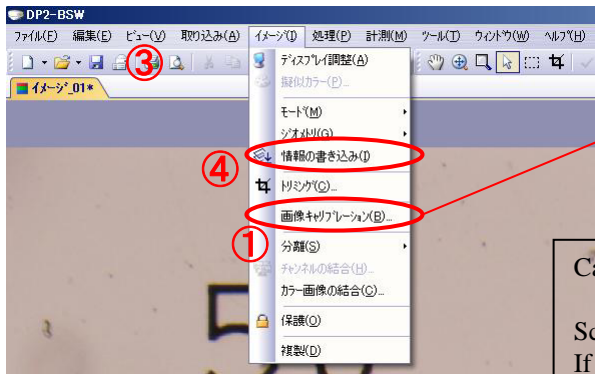 DP2-BSW
ファイル(F) 編集(E) ビュー(V) 取り込み(A) イメージ(I) 処理(P) 計測(M) ツール(T) ウィンドウ(W) ヘルプ(H)
③
イメージ_01*
ディスプレイ調整(A)
擬似カラー(P)...
モード(M)
ジオメトリ(G)
④ 情報の書き込み(I)
トリミング(C)...
画像キャリブレーション(B)...
① 分離(S)
チャンネルの結合(H)...
カラー画像の結合(C)...
保護(O)
複製(D)
Ca
Sc
If